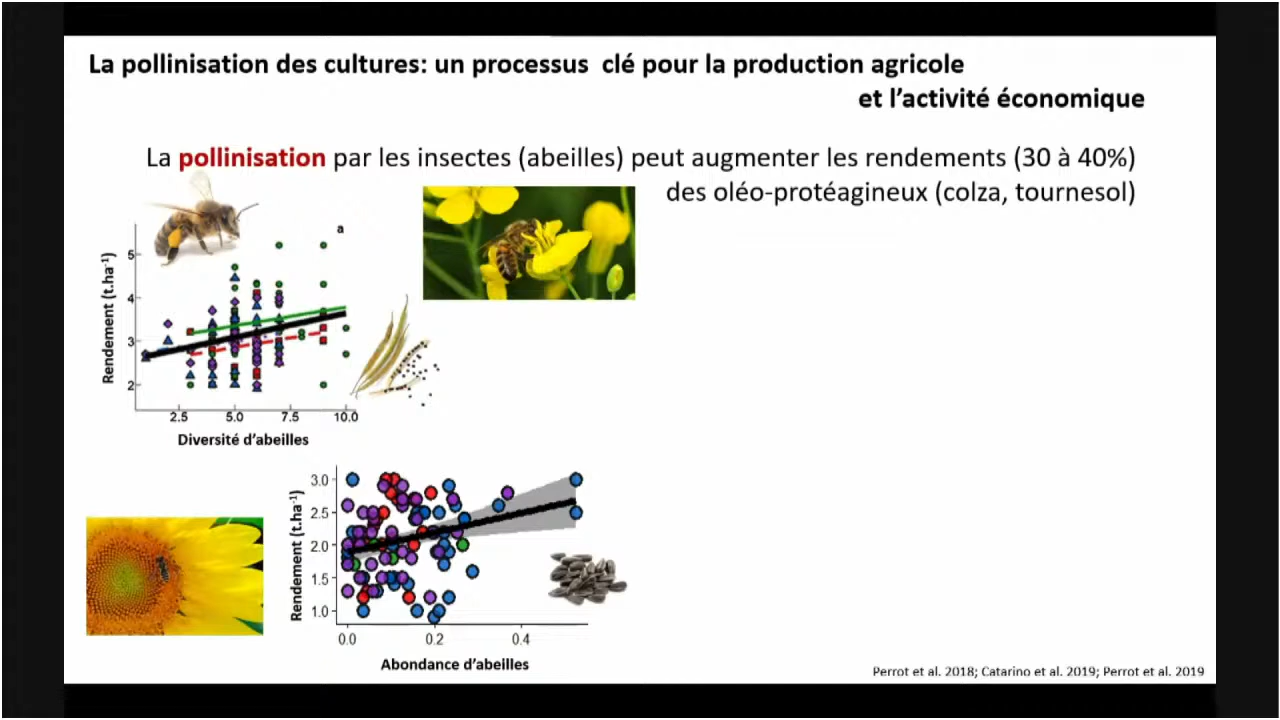 La pollinisation des cultures: un processus clé pour la production agricole
et l'activité économique
La pollinisation par les insectes (abeilles) peut augmenter les rendements (30 à 40%)
des oléo-protéagineux (colza, tournesol)
a
Rendement (t.ha⁻¹)
5
4
3
2
2.5 5.0 7.5 10.0
Diversité d'abeilles
Rendement (t.ha⁻¹)
3.0
2.5
2.0
1.5
1.0
0.0 0.2 0.4
Abondance d'abeilles
Perrot et al. 2018; Catarino et al. 2019; Perrot et al. 2019